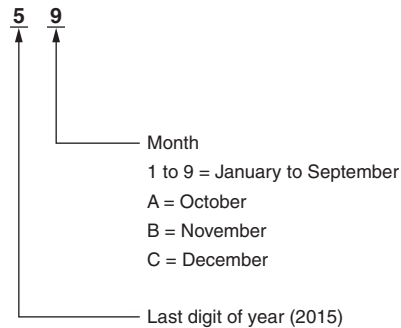 5 9
Month
1 to 9 = January to September
A = October
B = November
C = December
Last digit of year (2015)